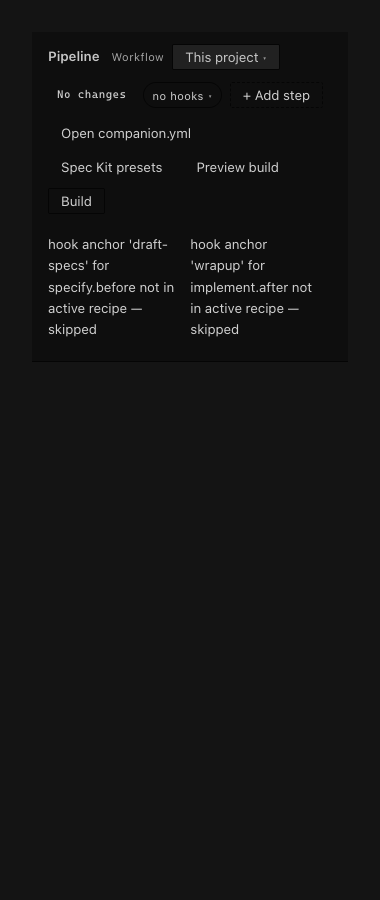 Pipeline Workflow This project ·
No changes no hooks · + Add step
Open companion.yml
Spec Kit presets Preview build
Build
hook anchor 'draft-
specs' for
specify.before not in
active recipe —
skipped
hook anchor
'wrapup' for
implement.after not
in active recipe —
skipped